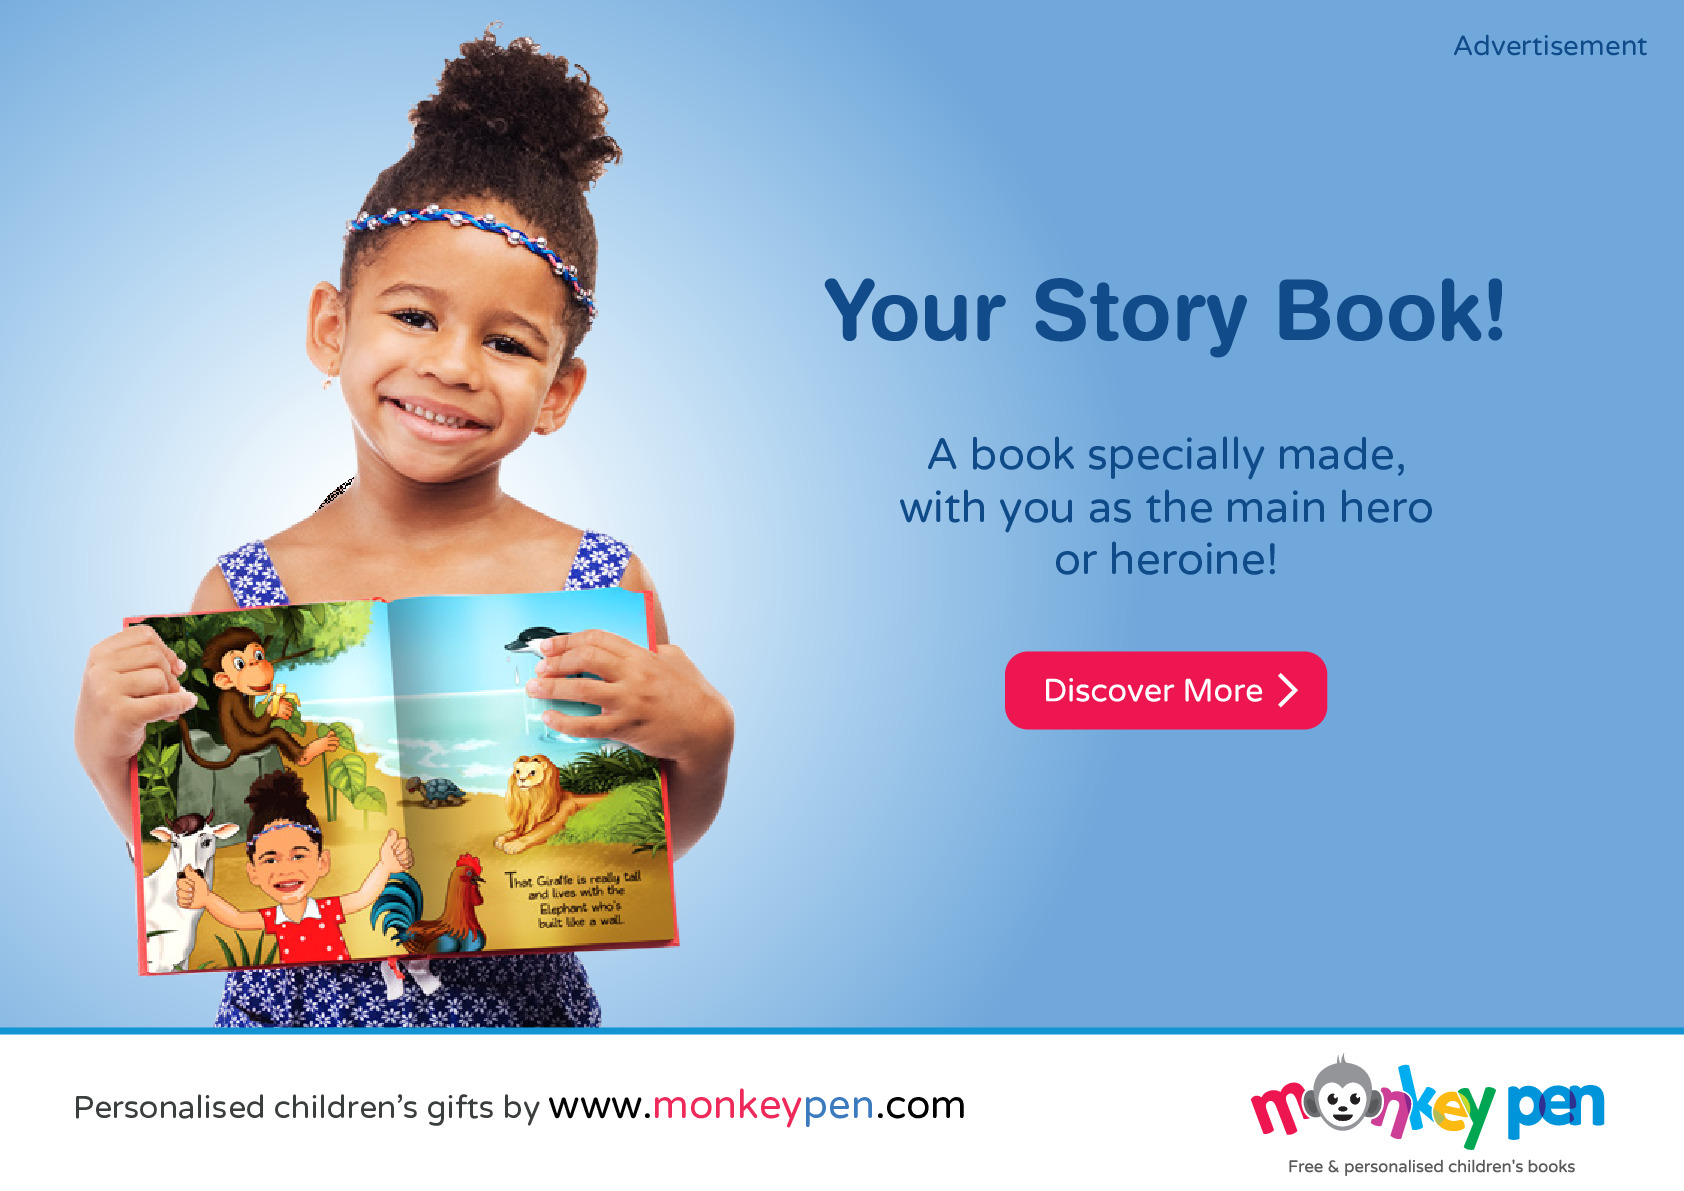 Advertisement
Your Story Book!
A book specially made,
with you as the main hero
or heroine!
Discover More
That Giraffe is really tall
and lives with the
Elephant who's
built like a wall.
Personalised children's gifts by www.monkeypen.com
monkey pen
Free & personalised children's books